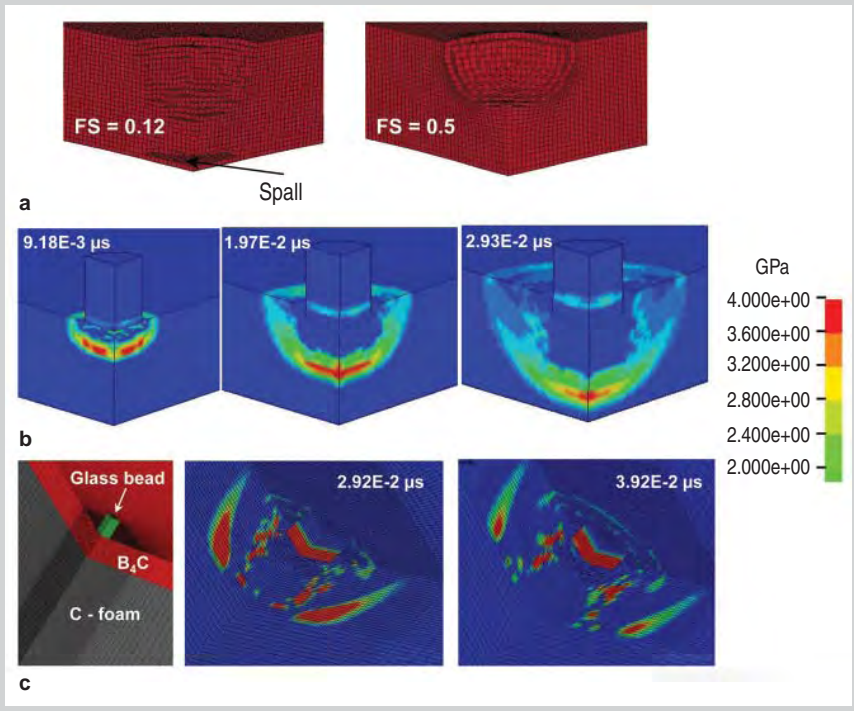 FS = 0.12
FS = 0.5
Spall
a
9.18E-3 μs
1.97E-2 μs
2.93E-2 μs
GPa
4.000e+00
3.600e+00
3.200e+00
2.800e+00
2.400e+00
2.000e+00
b
Glass bead
B₄C
C - foam
2.92E-2 μs
3.92E-2 μs
c